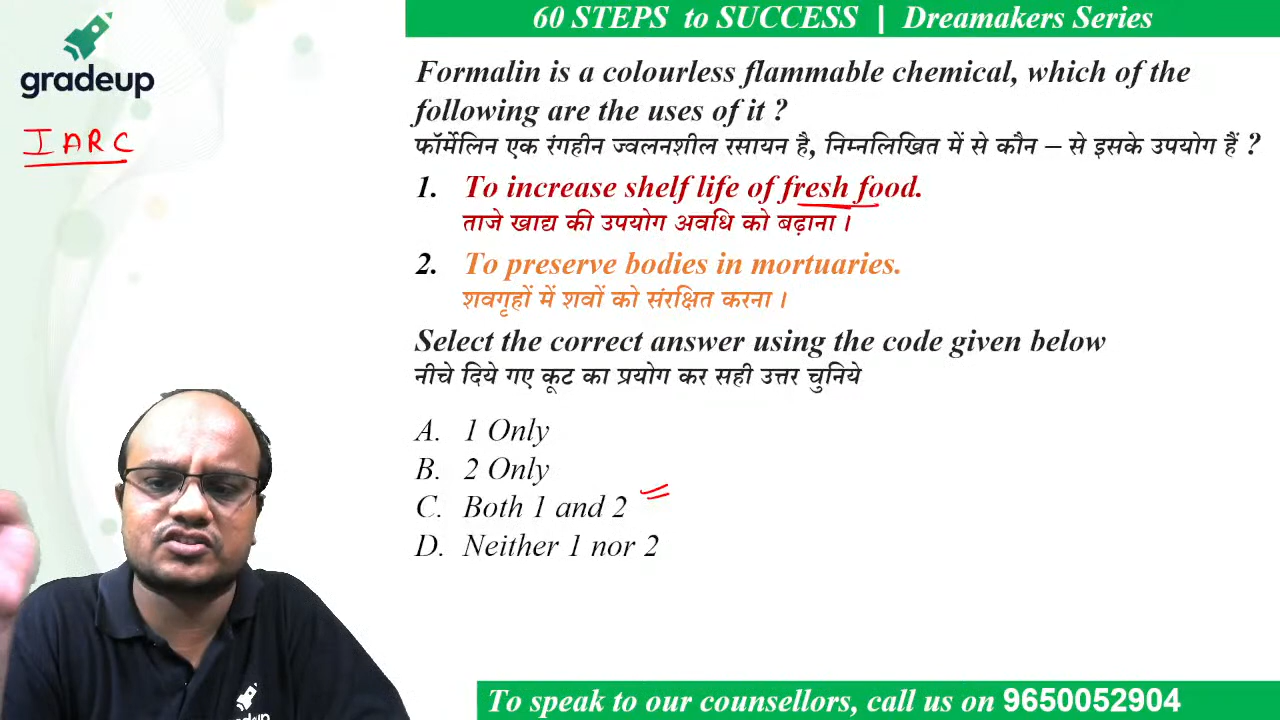 60 STEPS to SUCCESS | Dreamakers Series
gradeup
IARC
Formalin is a colourless flammable chemical, which of the
following are the uses of it ?
फॉर्मेलिन एक रंगहीन ज्वलनशील रसायन है, निम्नलिखित में से कौन – से इसके उपयोग हैं ?
1. To increase shelf life of fresh food.
ताजे खाद्य की उपयोग अवधि को बढ़ाना ।
2. To preserve bodies in mortuaries.
शवगृहों में शवों को संरक्षित करना ।
Select the correct answer using the code given below
नीचे दिये गए कूट का प्रयोग कर सही उत्तर चुनिये
A. 1 Only
B. 2 Only
C. Both 1 and 2
D. Neither 1 nor 2
gradeup
To speak to our counsellors, call us on 9650052904